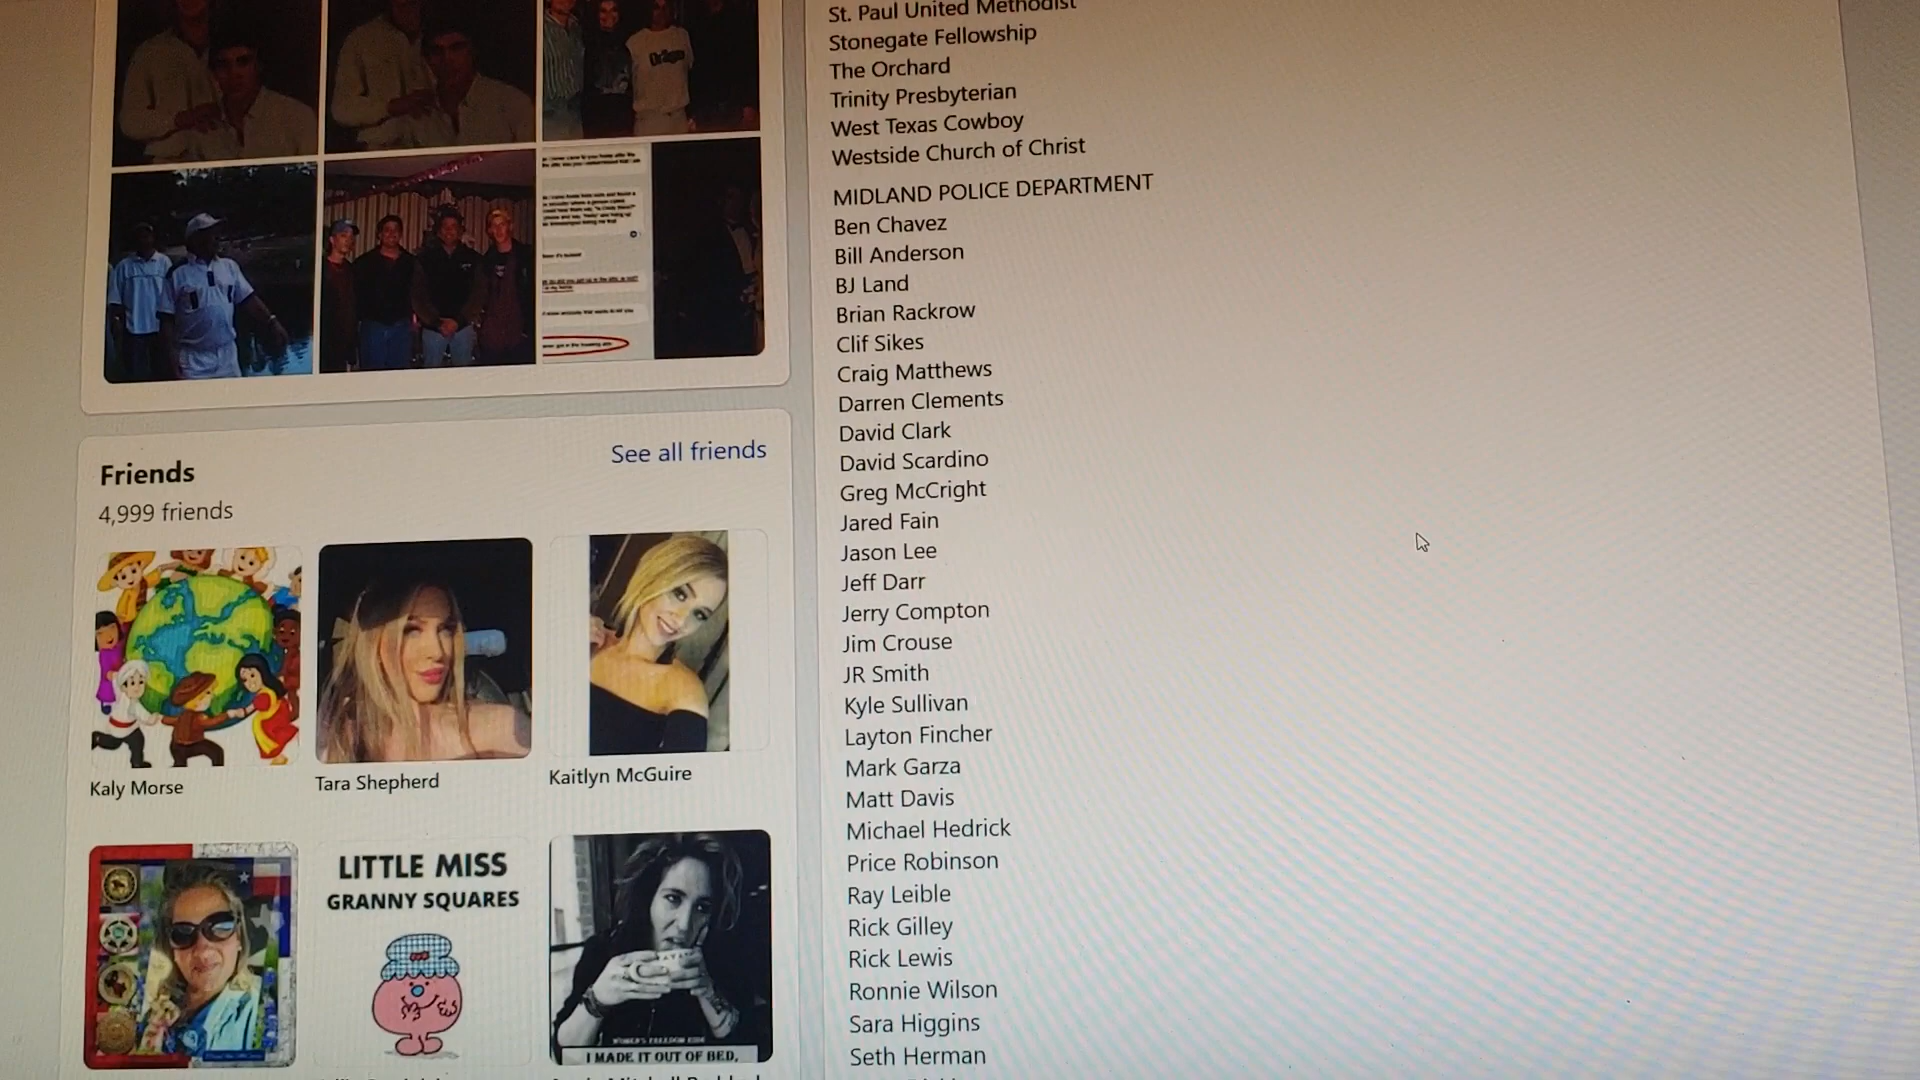 St. Paul United Methodist
Stonegate Fellowship
The Orchard
Trinity Presbyterian
West Texas Cowboy
Westside Church of Christ
MIDLAND POLICE DEPARTMENT
Ben Chavez
Bill Anderson
BJ Land
Brian Rackrow
Clif Sikes
Craig Matthews
Darren Clements
David Clark
David Scardino
Greg McCright
Jared Fain
Jason Lee
Jeff Darr
Jerry Compton
Jim Crouse
JR Smith
Kyle Sullivan
Layton Fincher
Mark Garza
Matt Davis
Michael Hedrick
Price Robinson
Ray Leible
Rick Gilley
Rick Lewis
Ronnie Wilson
Sara Higgins
Seth Herman
Friends
See all friends
4,999 friends
Kaly Morse
Tara Shepherd
Kaitlyn McGuire
LITTLE MISS
GRANNY SQUARES
I MADE IT OUT OF BED,